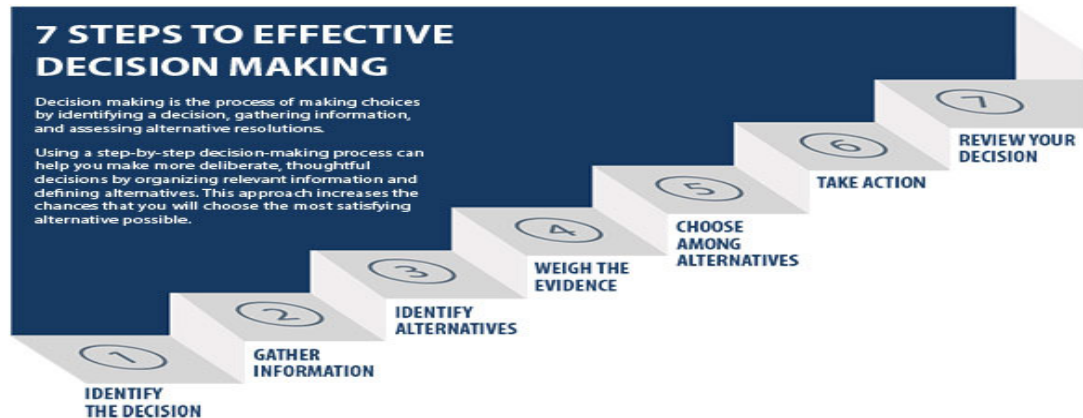 7 STEPS TO EFFECTIVE
DECISION MAKING
Decision making is the process of making choices
by identifying a decision, gathering information,
and assessing alternative resolutions.
Using a step-by-step decision-making process can
help you make more deliberate, thoughtful
decisions by organizing relevant information and
defining alternatives. This approach increases the
chances that you will choose the most satisfying
alternative possible.
1
IDENTIFY
THE DECISION
2
GATHER
INFORMATION
3
IDENTIFY
ALTERNATIVES
4
WEIGH THE
EVIDENCE
5
CHOOSE
AMONG
ALTERNATIVES
6
TAKE ACTION
7
REVIEW YOUR
DECISION